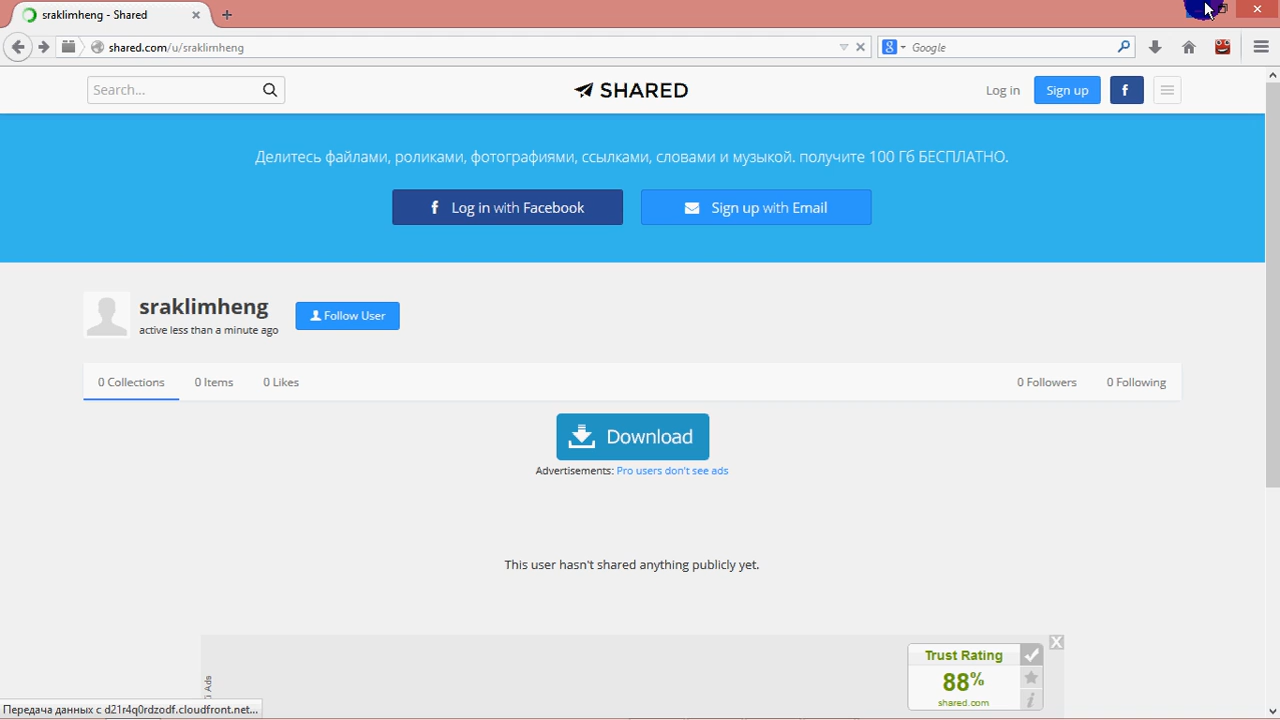 sraklimheng - Shared
shared.com/u/sraklimheng
Google
Search...
SHARED
Log in
Sign up
f
Делитесь файлами, роликами, фотографиями, ссылками, словами и музыкой. получите 100 Гб БЕСПЛАТНО.
f Log in with Facebook
Sign up with Email
sraklimheng
active less than a minute ago
Follow User
0 Collections
0 Items
0 Likes
0 Followers
0 Following
Download
Advertisements: Pro users don't see ads
This user hasn't shared anything publicly yet.
Ads
Trust Rating
88%
shared.com
Передача данных с d21r4q0rdzodf.cloudfront.net...